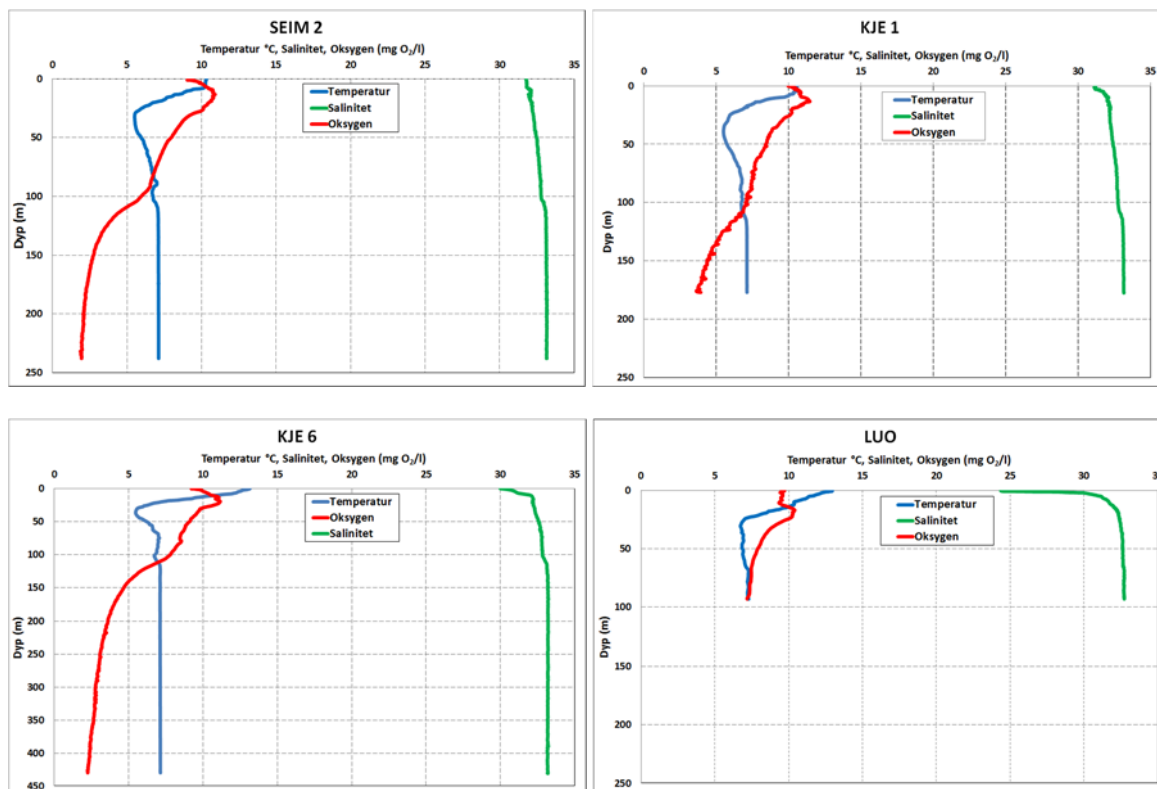 SEIM 2
Temperatur °C, Salinitet, Oksygen (mg O₂/l)
0 5 10 15 20 25 30 35
0
50
100
150
200
250
Dyp (m)
Temperatur
Salinitet
Oksygen
KJE 1
Temperatur °C, Salinitet, Oksygen (mg O₂/l)
0 5 10 15 20 25 30 35
0
50
100
150
200
250
Dyp (m)
Temperatur
Salinitet
Oksygen
KJE 6
Temperatur °C, Salinitet, Oksygen (mg O₂/l)
0 5 10 15 20 25 30 35
0
50
100
150
200
250
300
350
400
450
Dyp (m)
Temperatur
Oksygen
Salinitet
LUO
Temperatur °C, Salinitet, Oksygen (mg O₂/l)
0 5 10 15 20 25 30 35
0
50
100
150
200
250
Dyp (m)
Temperatur
Salinitet
Oksygen